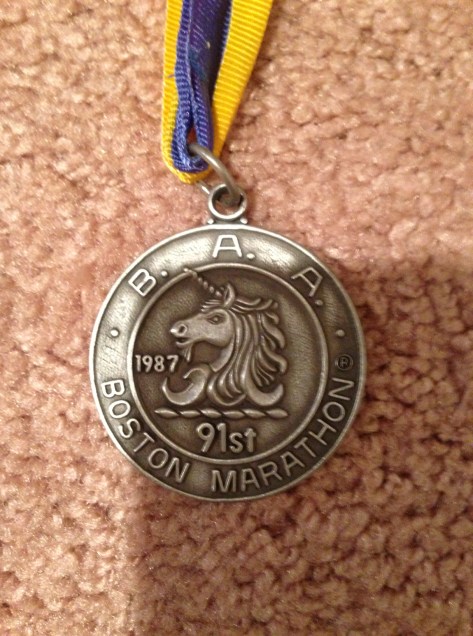 B. A. A.
1987
91st
BOSTON MARATHON®